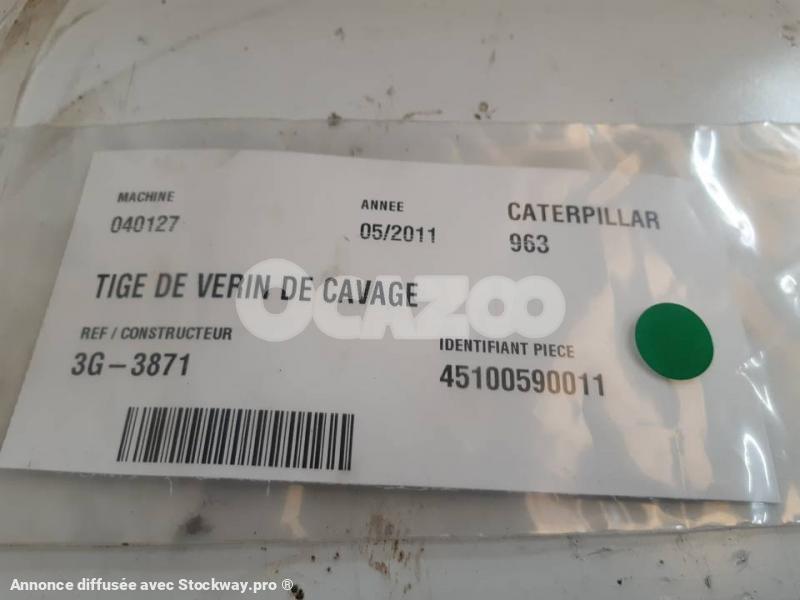 MACHINE
040127
ANNEE
05/2011
CATERPILLAR
963
TIGE DE VERIN DE CAVAGE
OCAZOO
REF / CONSTRUCTEUR
3G-3871
IDENTIFIANT PIECE
45100590011
Annonce diffusée avec Stockway.pro ®